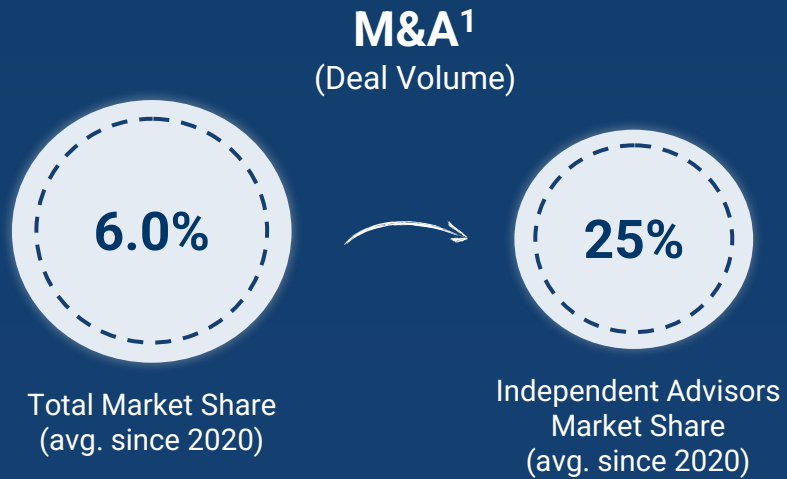 M&A¹
(Deal Volume)
6.0%
25%
Total Market Share
(avg. since 2020)
Independent Advisors
Market Share
(avg. since 2020)